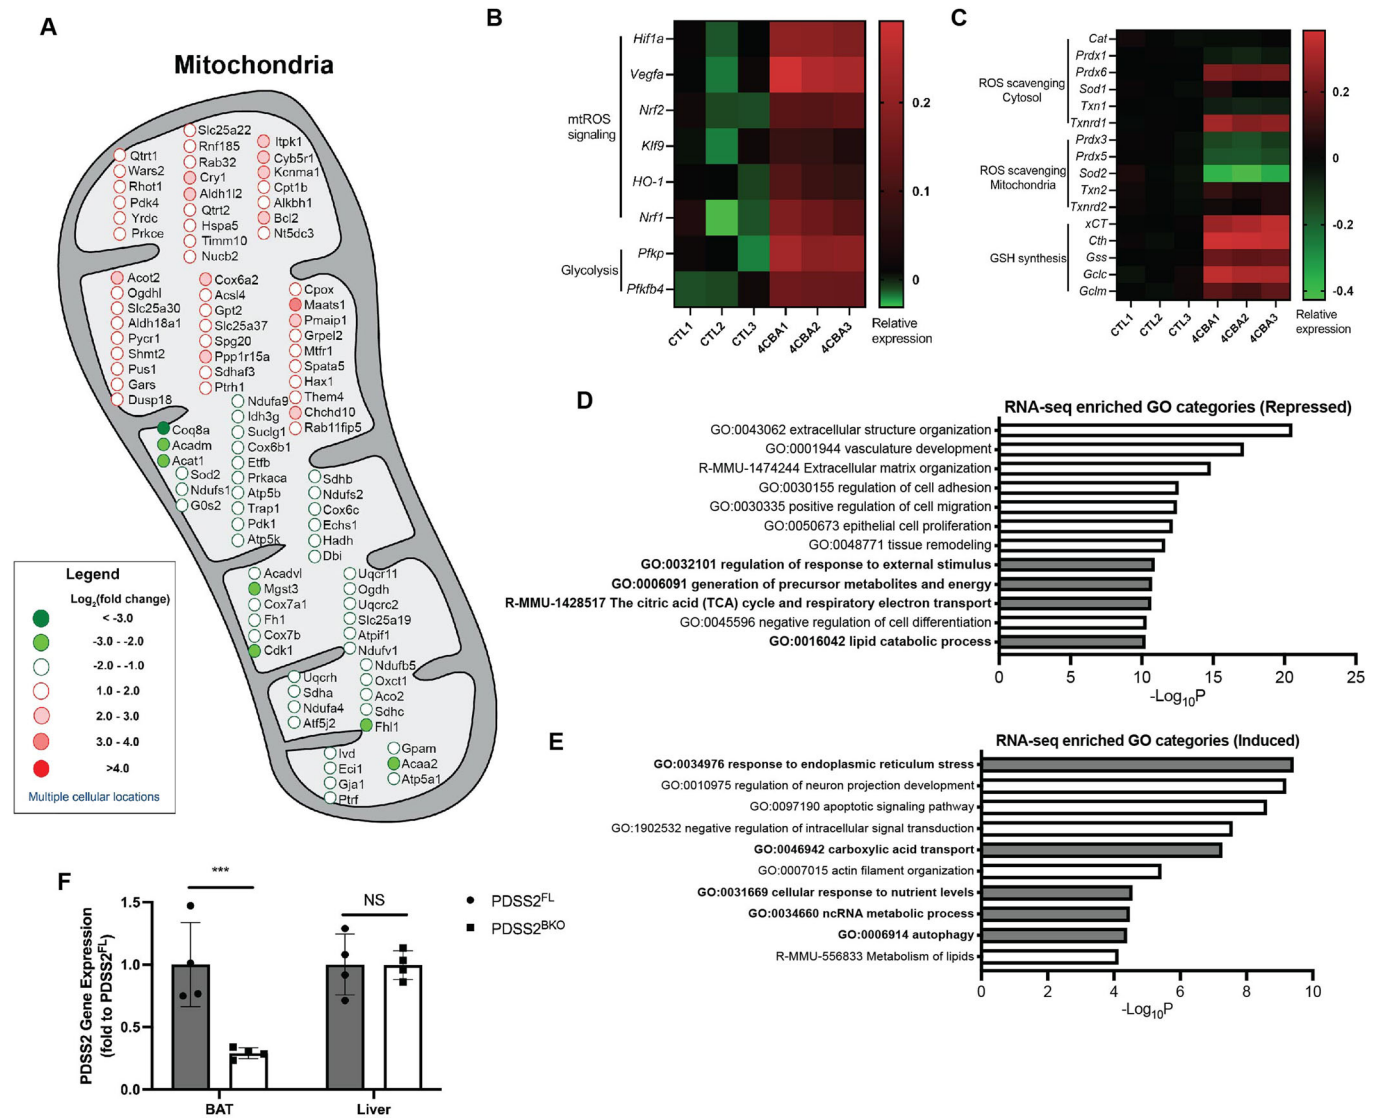 A
Mitochondria
Qtrt1
Wars2
Rhot1
Pdk4
Yrdc
Prkce
Slc25a22
Rnf185
Rab32
Cry1
Aldh1l2
Qtrt2
Hspa5
Timm10
Nucb2
Itpk1
Cyb5r1
Kcnma1
Cpt1b
Alkbh1
Bcl2
Nt5dc3
Acot2
Ogdhl
Slc25a30
Aldh18a1
Pycr1
Shmt2
Pus1
Gars
Dusp18
Cox6a2
Acsl4
Gpt2
Slc25a37
Spg20
Ppp1r15a
Sdhaf3
Ptrh1
Cpox
Maats1
Pmaip1
Grpel2
Mtfr1
Spata5
Hax1
Them4
Chchd10
Rab11fip5
Coq8a
Acadm
Acat1
Sod2
Ndufs1
G0s2
Ndufa9
Idh3g
Suclg1
Cox6b1
Etfb
Prkaca
Atp5b
Trap1
Pdk1
Atp5k
Sdhb
Ndufs2
Cox6c
Echs1
Hadh
Dbi
Acadvl
Mgst3
Cox7a1
Fh1
Cox7b
Cdk1
Uqcr11
Ogdh
Uqcrc2
Slc25a19
Atpif1
Ndufv1
Ndufb5
Oxct1
Aco2
Sdhc
Fhl1
Uqcrh
Sdha
Ndufa4
Atf5j2
Ivd
Eci1
Gja1
Ptrf
Gpam
Acaa2
Atp5a1
Legend
Log2(fold change)
< -3.0
-3.0 - -2.0
-2.0 - -1.0
1.0 - 2.0
2.0 - 3.0
3.0 - 4.0
>4.0
Multiple cellular locations
B
mtROS
signaling
Glycolysis
Hif1a
Vegfa
Nrf2
Klf9
HO-1
Nrf1
Pfkp
Pfkfb4
CTL1
CTL2
CTL3
4CBA1
4CBA2
4CBA3
0.2
0.1
0
Relative
expression
C
ROS scavenging
Cytosol
ROS scavenging
Mitochondria
GSH synthesis
Cat
Prdx1
Prdx6
Sod1
Txn1
Txnrd1
Prdx3
Prdx5
Sod2
Txn2
Txnrd2
xCT
Cth
Gss
Gclc
Gclm
CTL1
CTL2
CTL3
4CBA1
4CBA2
4CBA3
0.2
0
-0.2
-0.4
Relative
expression
D
RNA-seq enriched GO categories (Repressed)
GO:0043062 extracellular structure organization
GO:0001944 vasculature development
R-MMU-1474244 Extracellular matrix organization
GO:0030155 regulation of cell adhesion
GO:0030335 positive regulation of cell migration
GO:0050673 epithelial cell proliferation
GO:0048771 tissue remodeling
GO:0032101 regulation of response to external stimulus
GO:0006091 generation of precursor metabolites and energy
R-MMU-1428517 The citric acid (TCA) cycle and respiratory electron transport
GO:0045596 negative regulation of cell differentiation
GO:0016042 lipid catabolic process
0 5 10 15 20 25
-Log10P
E
RNA-seq enriched GO categories (Induced)
GO:0034976 response to endoplasmic reticulum stress
GO:0010975 regulation of neuron projection development
GO:0097190 apoptotic signaling pathway
GO:1902532 negative regulation of intracellular signal transduction
GO:0046942 carboxylic acid transport
GO:0007015 actin filament organization
GO:0031669 cellular response to nutrient levels
GO:0034660 ncRNA metabolic process
GO:0006914 autophagy
R-MMU-556833 Metabolism of lipids
0 2 4 6 8 10
-Log10P
F
PDSS2 Gene Expression
(fold to PDSS2FL)
1.5
1.0
0.5
0.0
***
NS
BAT
Liver
PDSS2FL
PDSS2BKO